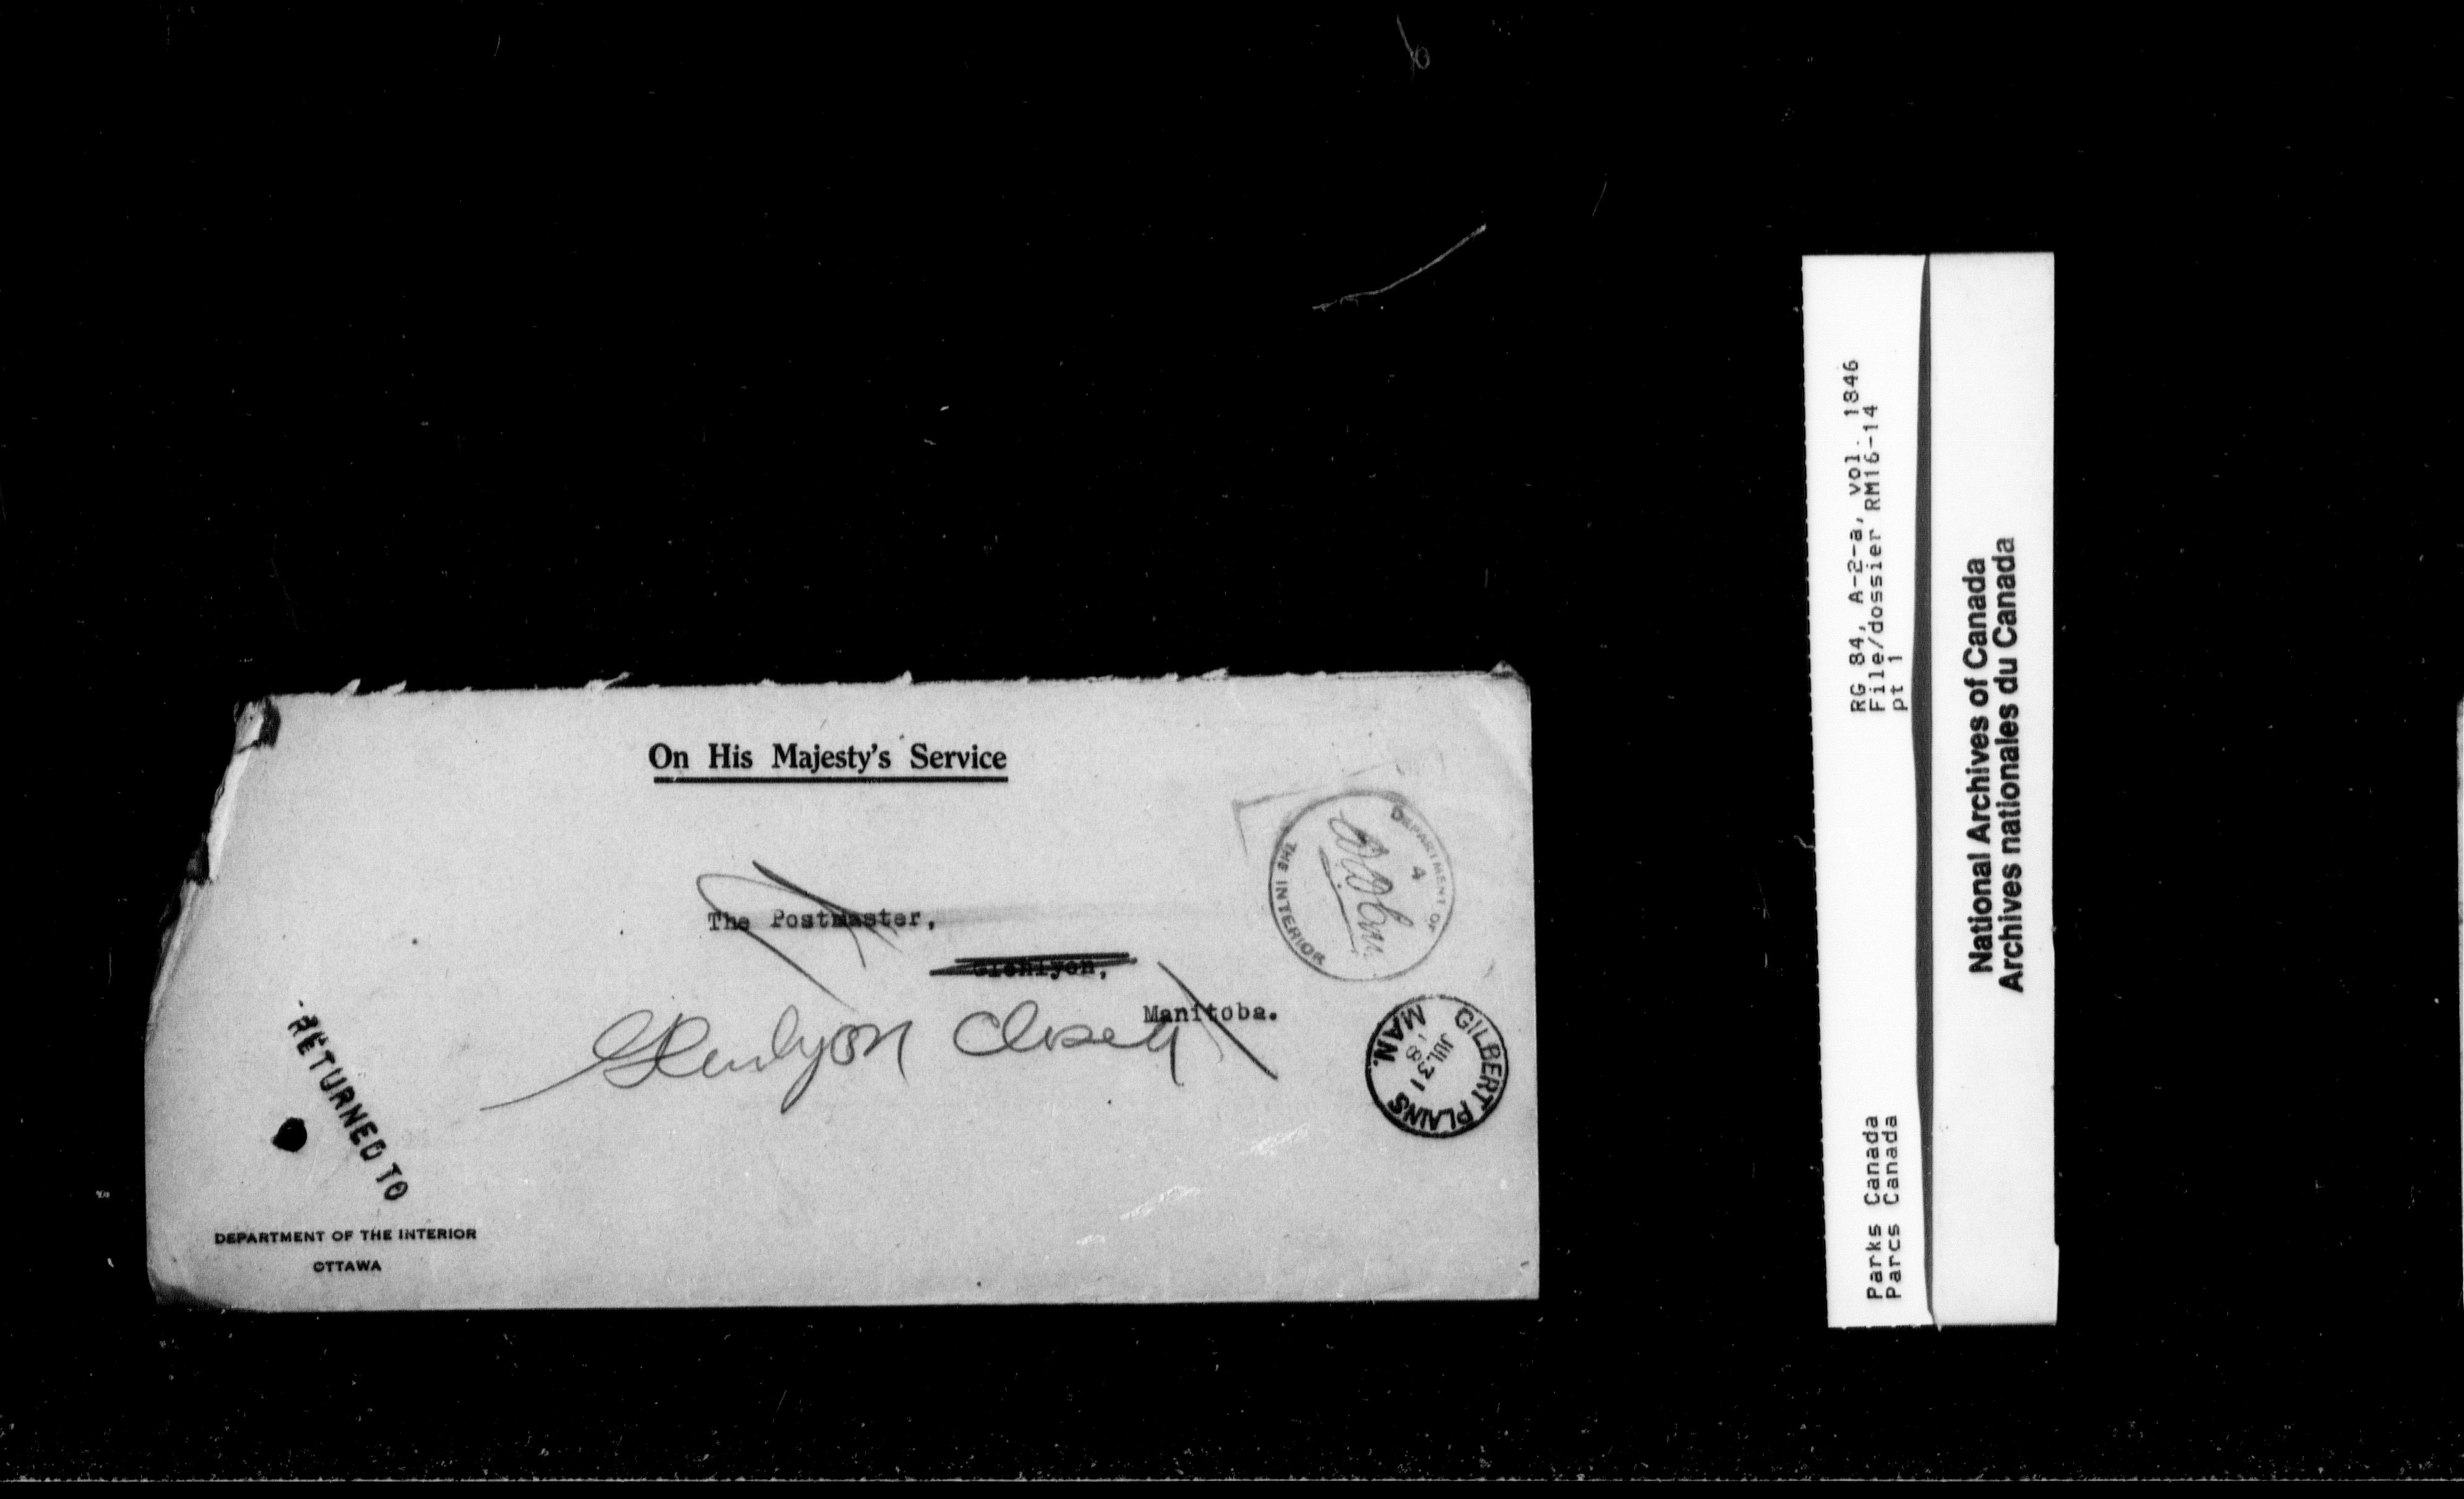 On His Majesty's Service
The Postmaster,
Glenlyon,
Manitoba.
Glenlyon Closed
DEPARTMENT OF
4
THE INTERIOR
GILBERT PLAINS
JUL 31
MAN.
RETURNED TO
DEPARTMENT OF THE INTERIOR
OTTAWA
RG 84, A-2-a, vol. 1846
File/dossier RM16-14
pt 1
Parks Canada
Parcs Canada
National Archives of Canada
Archives nationales du Canada